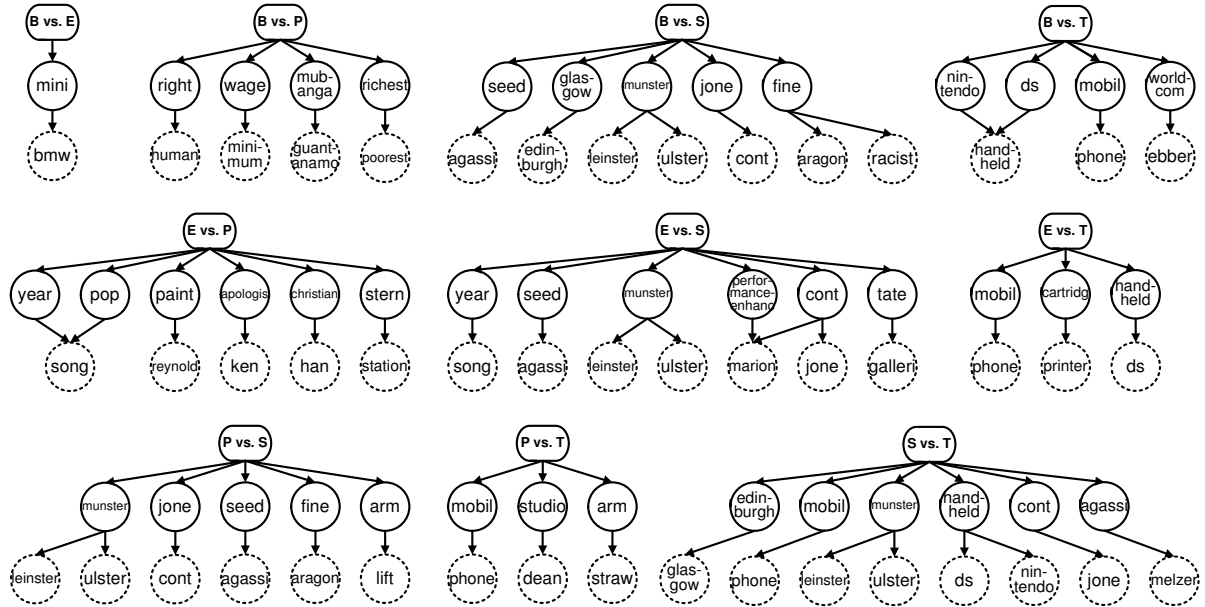 B vs. E
B vs. P
B vs. S
B vs. T
mini
right
wage
mub-
anga
richest
seed
glas-
gow
munster
jone
fine
nin-
tendo
ds
mobil
world-
com
bmw
human
mini-
mum
guant-
anamo
poorest
agassi
edin-
burgh
leinster
ulster
cont
aragon
racist
hand-
held
phone
ebber
E vs. P
E vs. S
E vs. T
year
pop
paint
apologis
christian
stern
year
seed
munster
perfor-
mance-
enhanc
cont
tate
mobil
cartridg
hand-
held
song
reynold
ken
han
station
song
agassi
leinster
ulster
marion
jone
galleri
phone
printer
ds
P vs. S
P vs. T
S vs. T
munster
jone
seed
fine
arm
mobil
studio
arm
edin-
burgh
mobil
munster
hand-
held
cont
agassi
leinster
ulster
cont
agassi
aragon
lift
phone
dean
straw
glas-
gow
phone
leinster
ulster
ds
nin-
tendo
jone
melzer